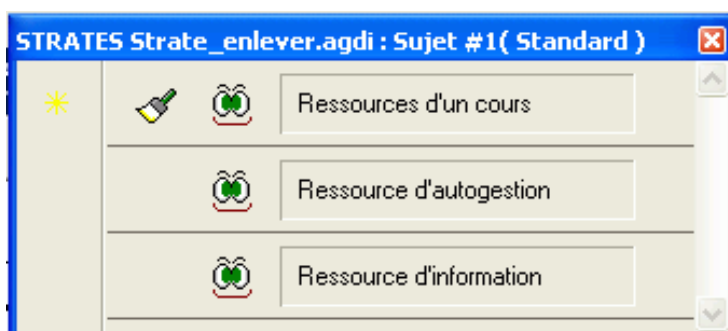 STRATES Strate_enlever.agdi : Sujet #1( Standard )
Ressources d'un cours
Ressource d'autogestion
Ressource d'information